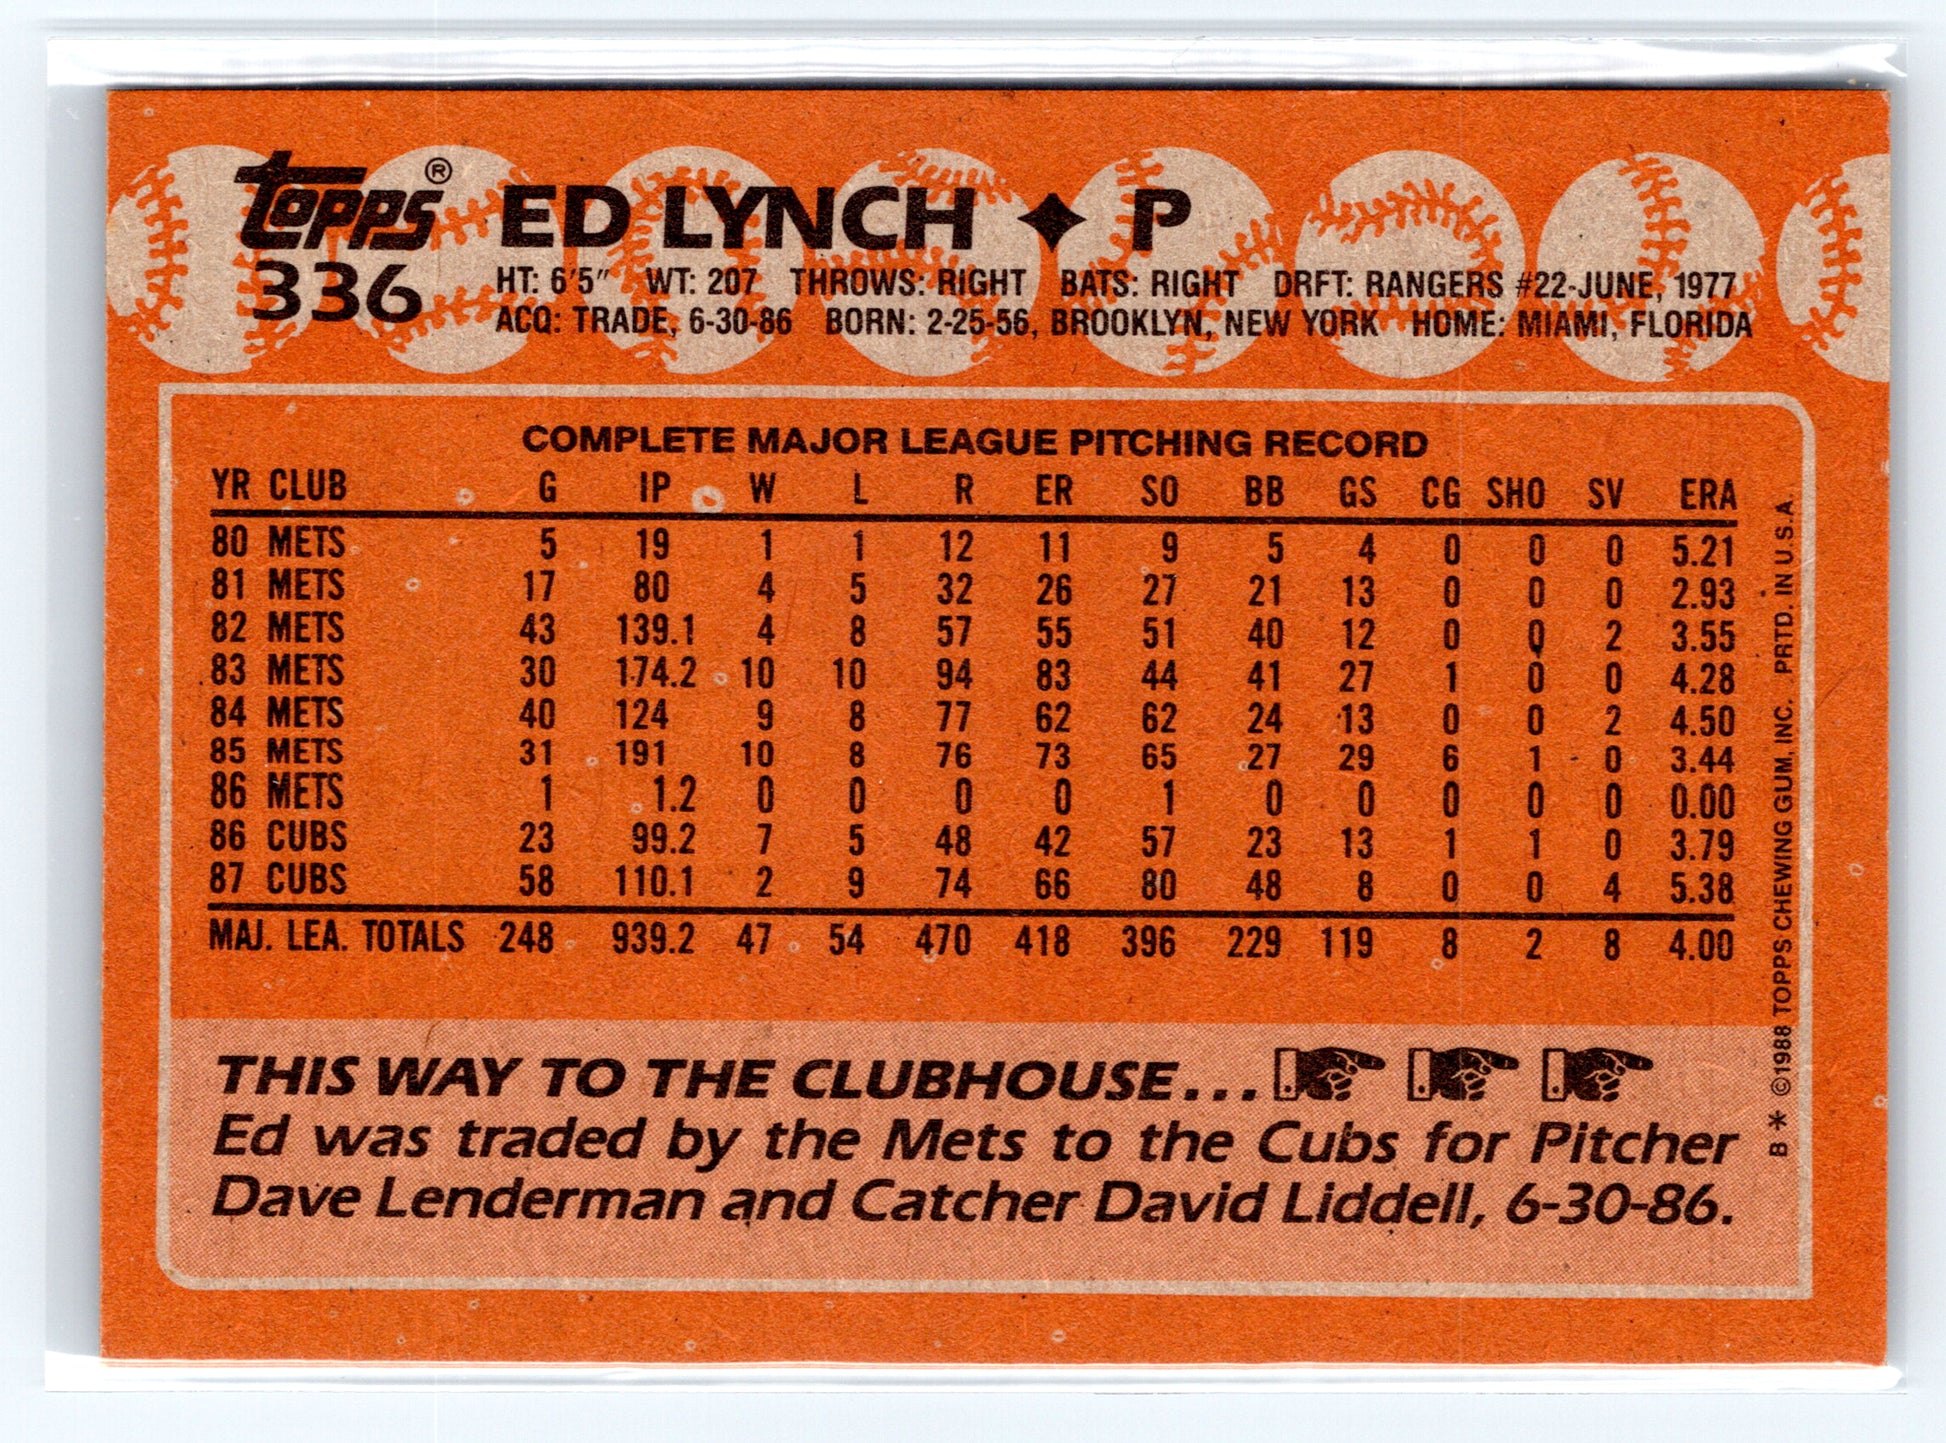 topps® ED LYNCH ✦ P
336 HT: 6'5" WT: 207 THROWS: RIGHT BATS: RIGHT DRFT: RANGERS #22-JUNE, 1977
ACQ: TRADE, 6-30-86 BORN: 2-25-56, BROOKLYN, NEW YORK HOME: MIAMI, FLORIDA
COMPLETE MAJOR LEAGUE PITCHING RECORD
YR CLUB G IP W L R ER SO BB GS CG SHO SV ERA
80 METS 5 19 1 1 12 11 9 5 4 0 0 0 5.21
81 METS 17 80 4 5 32 26 27 21 13 0 0 0 2.93
82 METS 43 139.1 4 8 57 55 51 40 12 0 0 2 3.55
83 METS 30 174.2 10 10 94 83 44 41 27 1 0 0 4.28
84 METS 40 124 9 8 77 62 62 24 13 0 0 2 4.50
85 METS 31 191 10 8 76 73 65 27 29 6 1 0 3.44
86 METS 1 1.2 0 0 0 0 1 0 0 0 0 0 0.00
86 CUBS 23 99.2 7 5 48 42 57 23 13 1 1 0 3.79
87 CUBS 58 110.1 2 9 74 66 80 48 8 0 0 4 5.38
MAJ. LEA. TOTALS 248 939.2 47 54 470 418 396 229 119 8 2 8 4.00
THIS WAY TO THE CLUBHOUSE...
Ed was traded by the Mets to the Cubs for Pitcher
Dave Lenderman and Catcher David Liddell, 6-30-86.
B* ©1988 TOPPS CHEWING GUM, INC. PRTD. IN U.S.A.